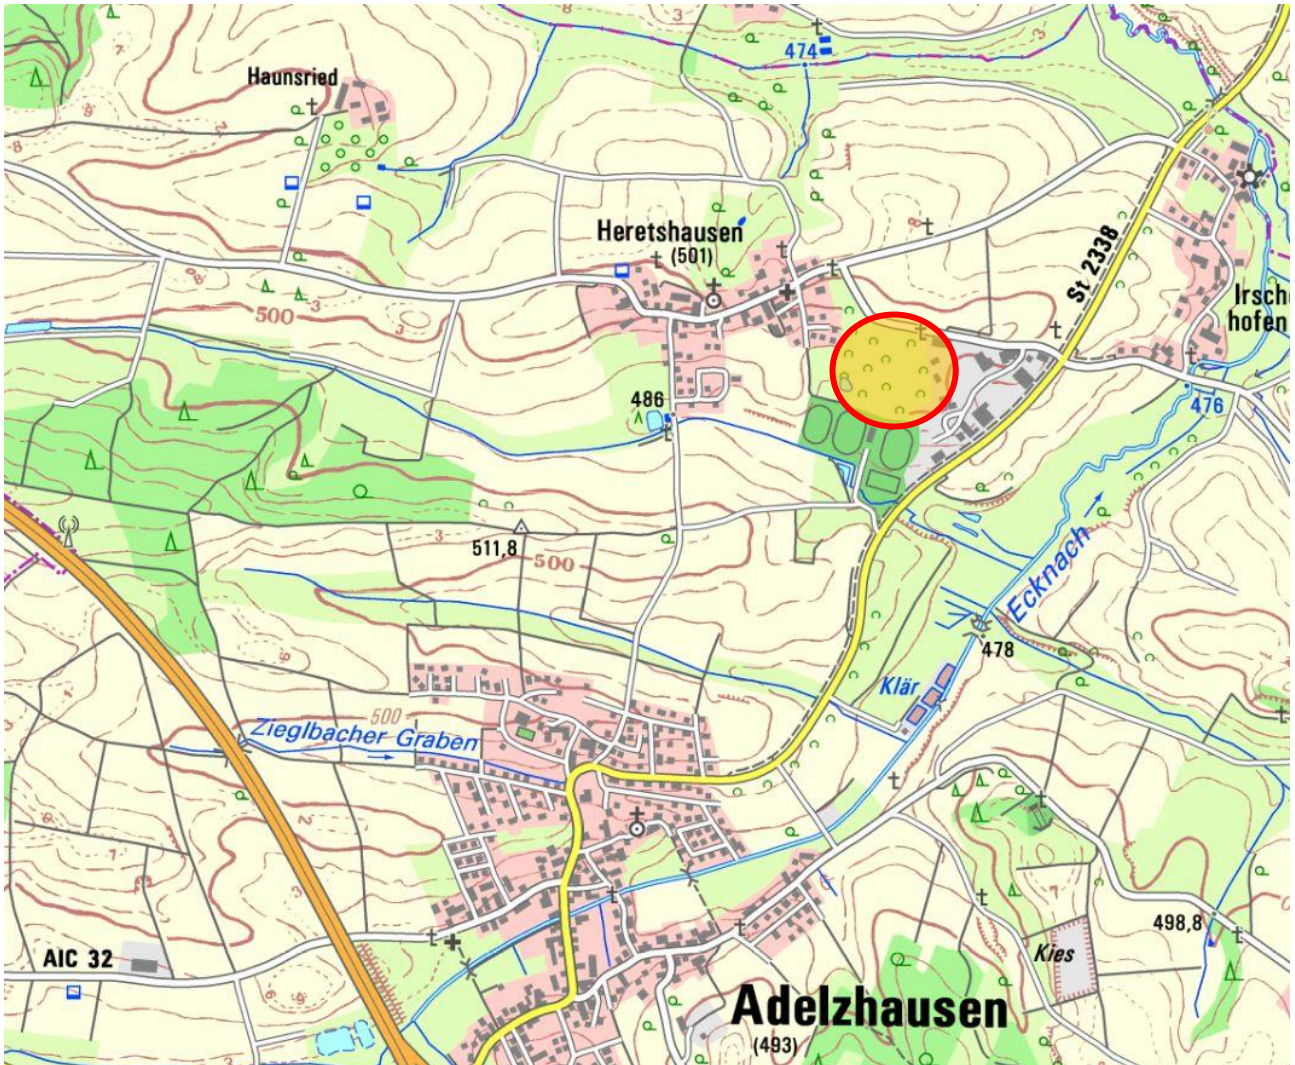 474
Haunsried
Heretshausen
(501)
St 2338
Irsch
hofen
500
3
486
476
511,8
500
Ecknach
478
Klär
500
Zieglbacher Graben
498,8
Kies
AIC 32
Adelzhausen
(493)